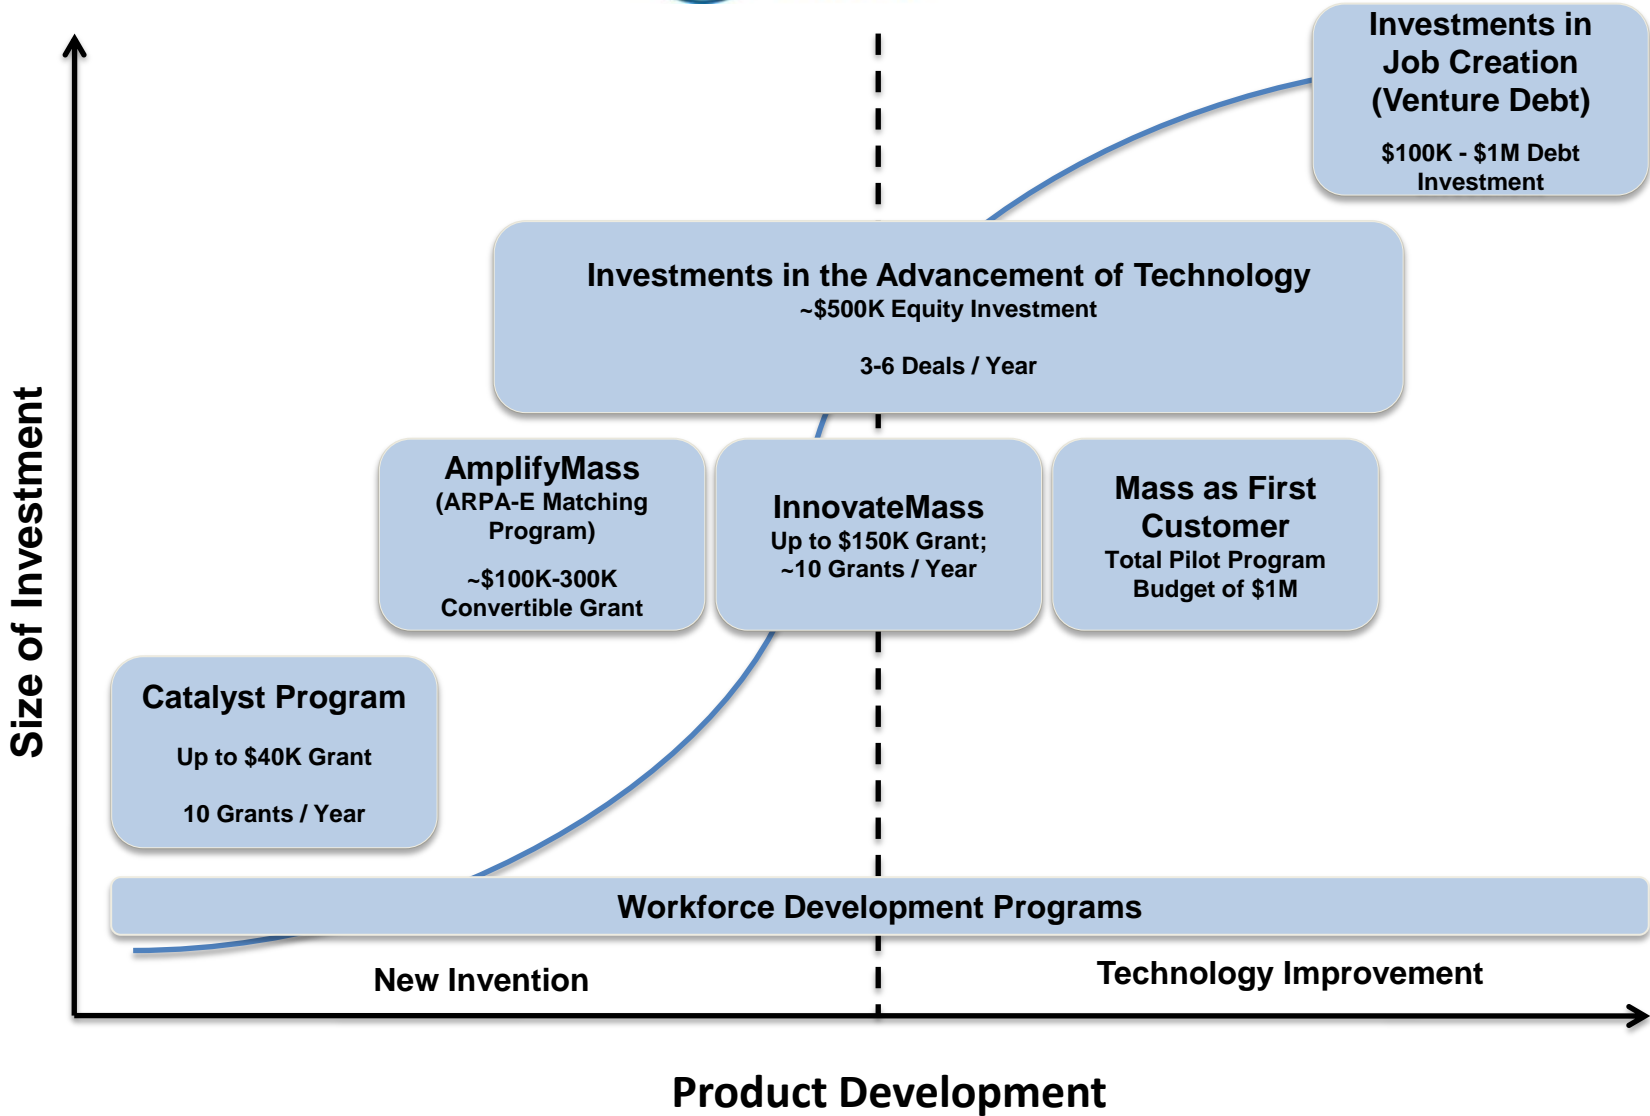 Investments in
Job Creation
(Venture Debt)
$100K - $1M Debt
Investment
Investments in the Advancement of Technology
~$500K Equity Investment
3-6 Deals / Year
AmplifyMass
(ARPA-E Matching
Program)
~$100K-300K
Convertible Grant
InnovateMass
Up to $150K Grant;
~10 Grants / Year
Mass as First
Customer
Total Pilot Program
Budget of $1M
Size of Investment
Catalyst Program
Up to $40K Grant
10 Grants / Year
Workforce Development Programs
New Invention
Technology Improvement
Product Development